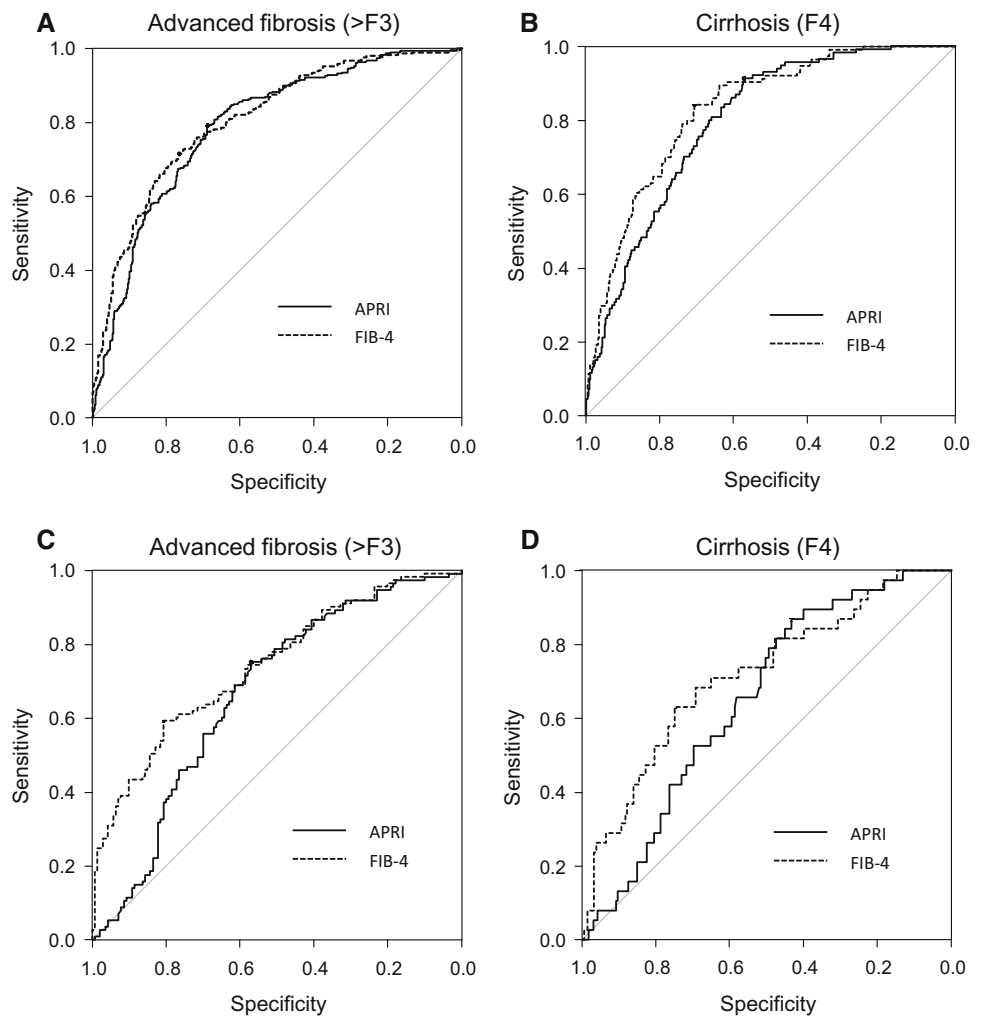 A Advanced fibrosis (>F3)
1.0
0.8
0.6
0.4
0.2
0.0
Sensitivity
APRI
FIB-4
1.0 0.8 0.6 0.4 0.2 0.0
Specificity
B Cirrhosis (F4)
1.0
0.8
0.6
0.4
0.2
0.0
Sensitivity
APRI
FIB-4
1.0 0.8 0.6 0.4 0.2 0.0
Specificity
C Advanced fibrosis (>F3)
1.0
0.8
0.6
0.4
0.2
0.0
Sensitivity
APRI
FIB-4
1.0 0.8 0.6 0.4 0.2 0.0
Specificity
D Cirrhosis (F4)
1.0
0.8
0.6
0.4
0.2
0.0
Sensitivity
APRI
FIB-4
1.0 0.8 0.6 0.4 0.2 0.0
Specificity